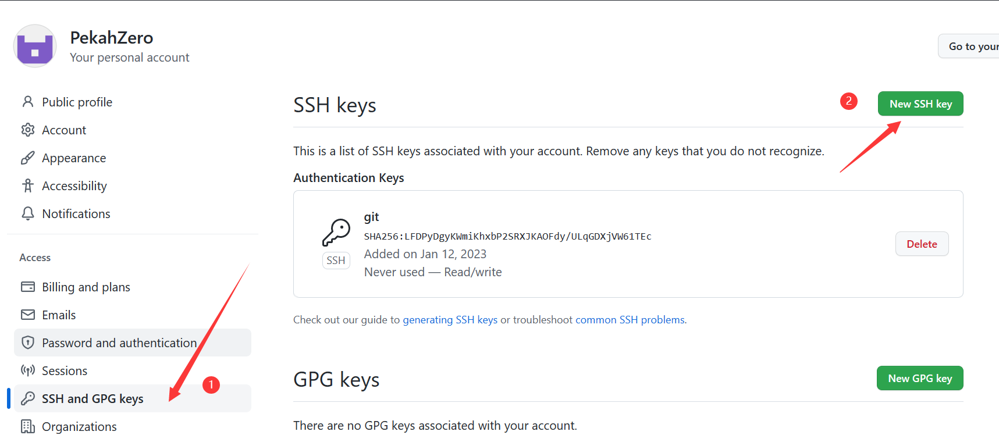 PekahZero
Your personal account
Go to your
Public profile
Account
Appearance
Accessibility
Notifications
Access
Billing and plans
Emails
Password and authentication
Sessions
1
SSH and GPG keys
Organizations
SSH keys
2
New SSH key
This is a list of SSH keys associated with your account. Remove any keys that you do not recognize.
Authentication Keys
git
SHA256:LFDPyDgyKWmiKhxbP2SRXJKAOFdy/ULqGDXjVW61TEc
SSH
Added on Jan 12, 2023
Never used — Read/write
Delete
Check out our guide to generating SSH keys or troubleshoot common SSH problems.
GPG keys
New GPG key
There are no GPG keys associated with your account.